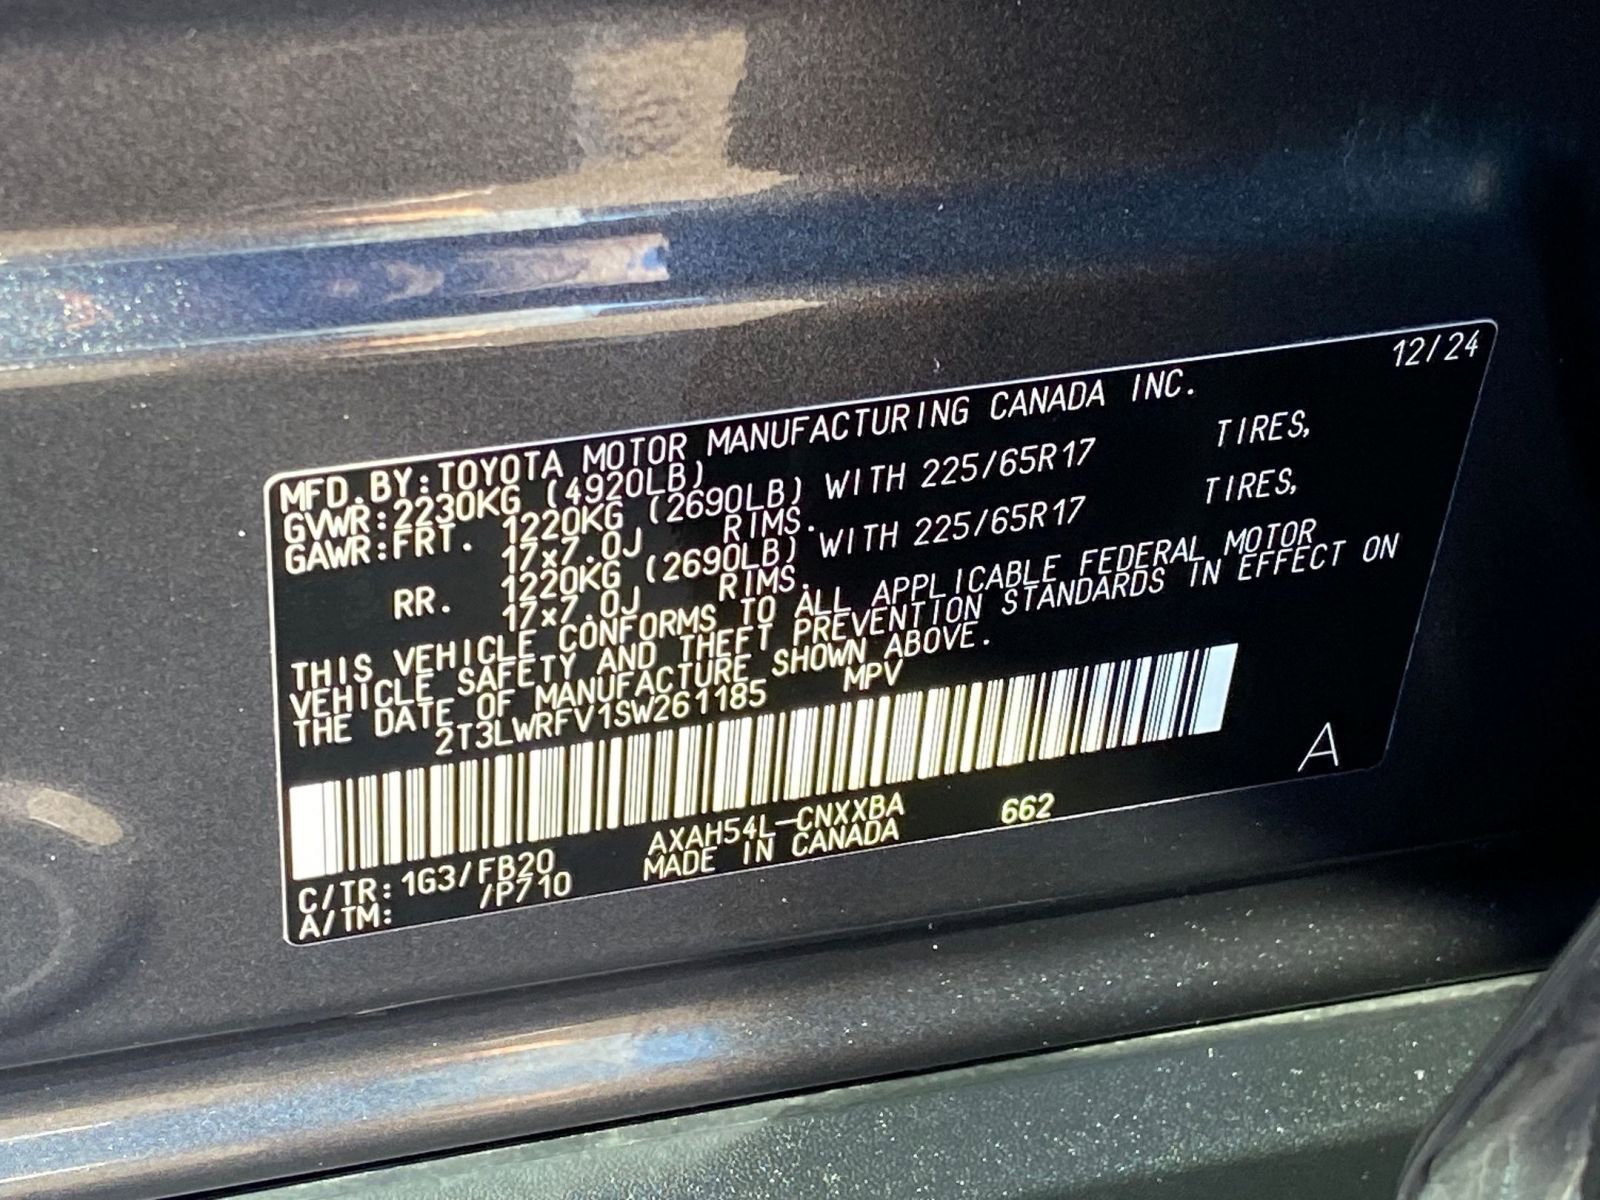 12/24
MFD.BY:TOYOTA MOTOR MANUFACTURING CANADA INC.
GVWR:2230KG (4920LB)
GAWR:FRT. 1220KG (2690LB) WITH 225/65R17 TIRES,
17x7.0J RIMS.
RR. 1220KG (2690LB) WITH 225/65R17 TIRES,
17x7.0J RIMS.
THIS VEHICLE CONFORMS TO ALL APPLICABLE FEDERAL MOTOR
VEHICLE SAFETY AND THEFT PREVENTION STANDARDS IN EFFECT ON
THE DATE OF MANUFACTURE SHOWN ABOVE.
2T3LWRFV1SW261185 MPV
A
AXAH54L-CNXXBA 662
C/TR:1G3/FB20 MADE IN CANADA
A/TM: /P710